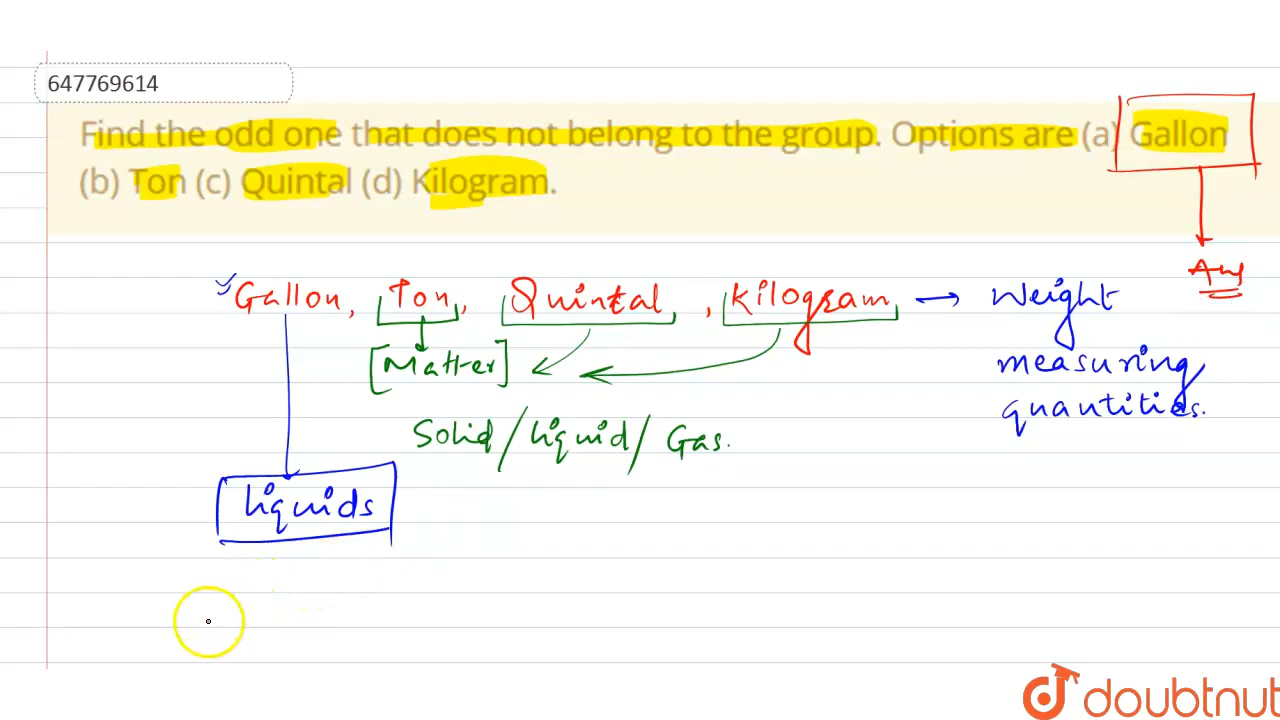 647769614
Find the odd one that does not belong to the group. Options are (a) Gallon
(b) Ton (c) Quintal (d) Kilogram.
Ans
Gallon, Ton, Quintal, Kilogram → Weight
measuring
quantities.
[Matter]
Solid/liquid/Gas.
liquids
doubtnut